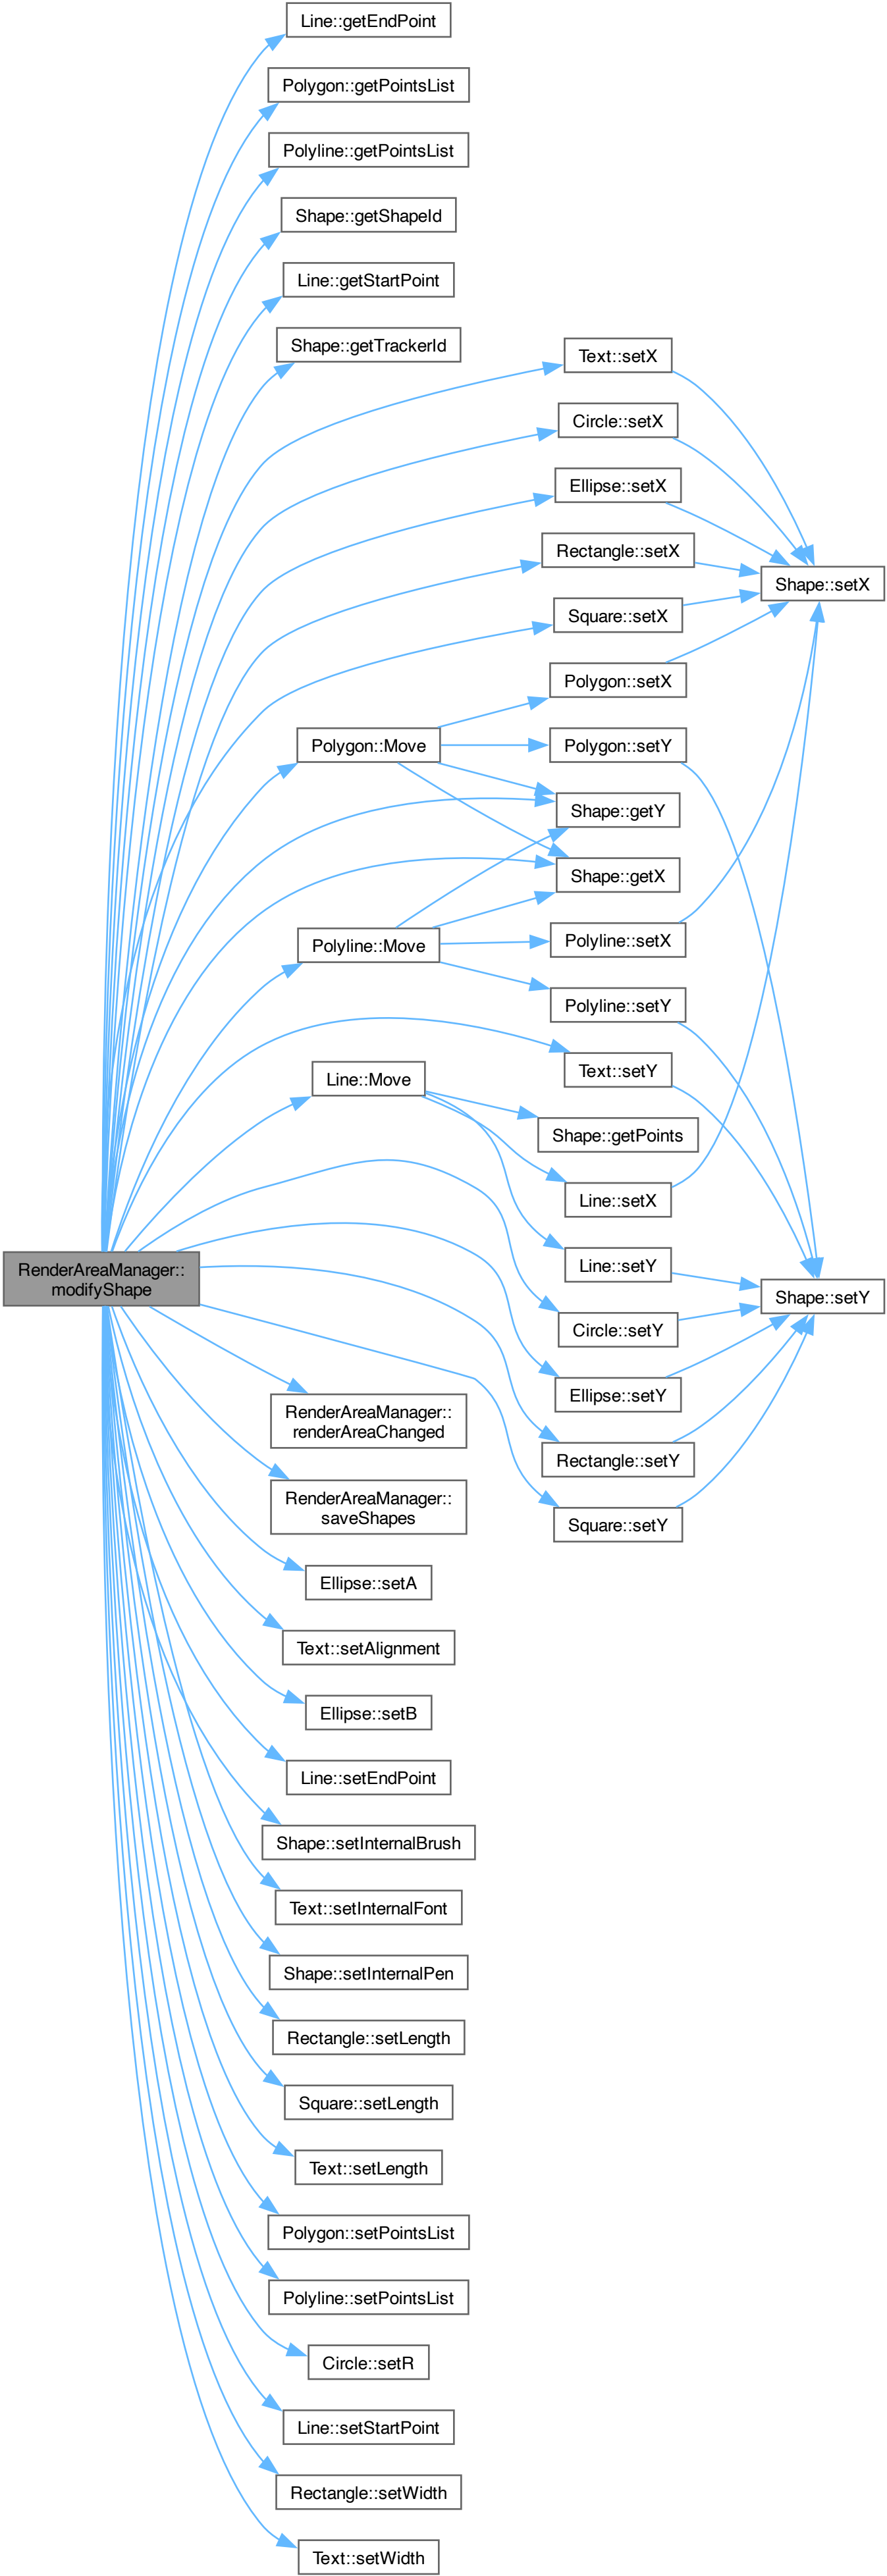 Line::getEndPoint
Polygon::getPointsList
Polyline::getPointsList
Shape::getShapeId
Line::getStartPoint
Shape::getTrackerId
Text::setX
Circle::setX
Ellipse::setX
Rectangle::setX
Shape::setX
Square::setX
Polygon::setX
Polygon::Move
Polygon::setY
Shape::getY
Shape::getX
Polyline::Move
Polyline::setX
Polyline::setY
Text::setY
Line::Move
Shape::getPoints
Line::setX
Line::setY
RenderAreaManager::
modifyShape
Shape::setY
Circle::setY
Ellipse::setY
RenderAreaManager::
renderAreaChanged
Rectangle::setY
RenderAreaManager::
saveShapes
Square::setY
Ellipse::setA
Text::setAlignment
Ellipse::setB
Line::setEndPoint
Shape::setInternalBrush
Text::setInternalFont
Shape::setInternalPen
Rectangle::setLength
Square::setLength
Text::setLength
Polygon::setPointsList
Polyline::setPointsList
Circle::setR
Line::setStartPoint
Rectangle::setWidth
Text::setWidth